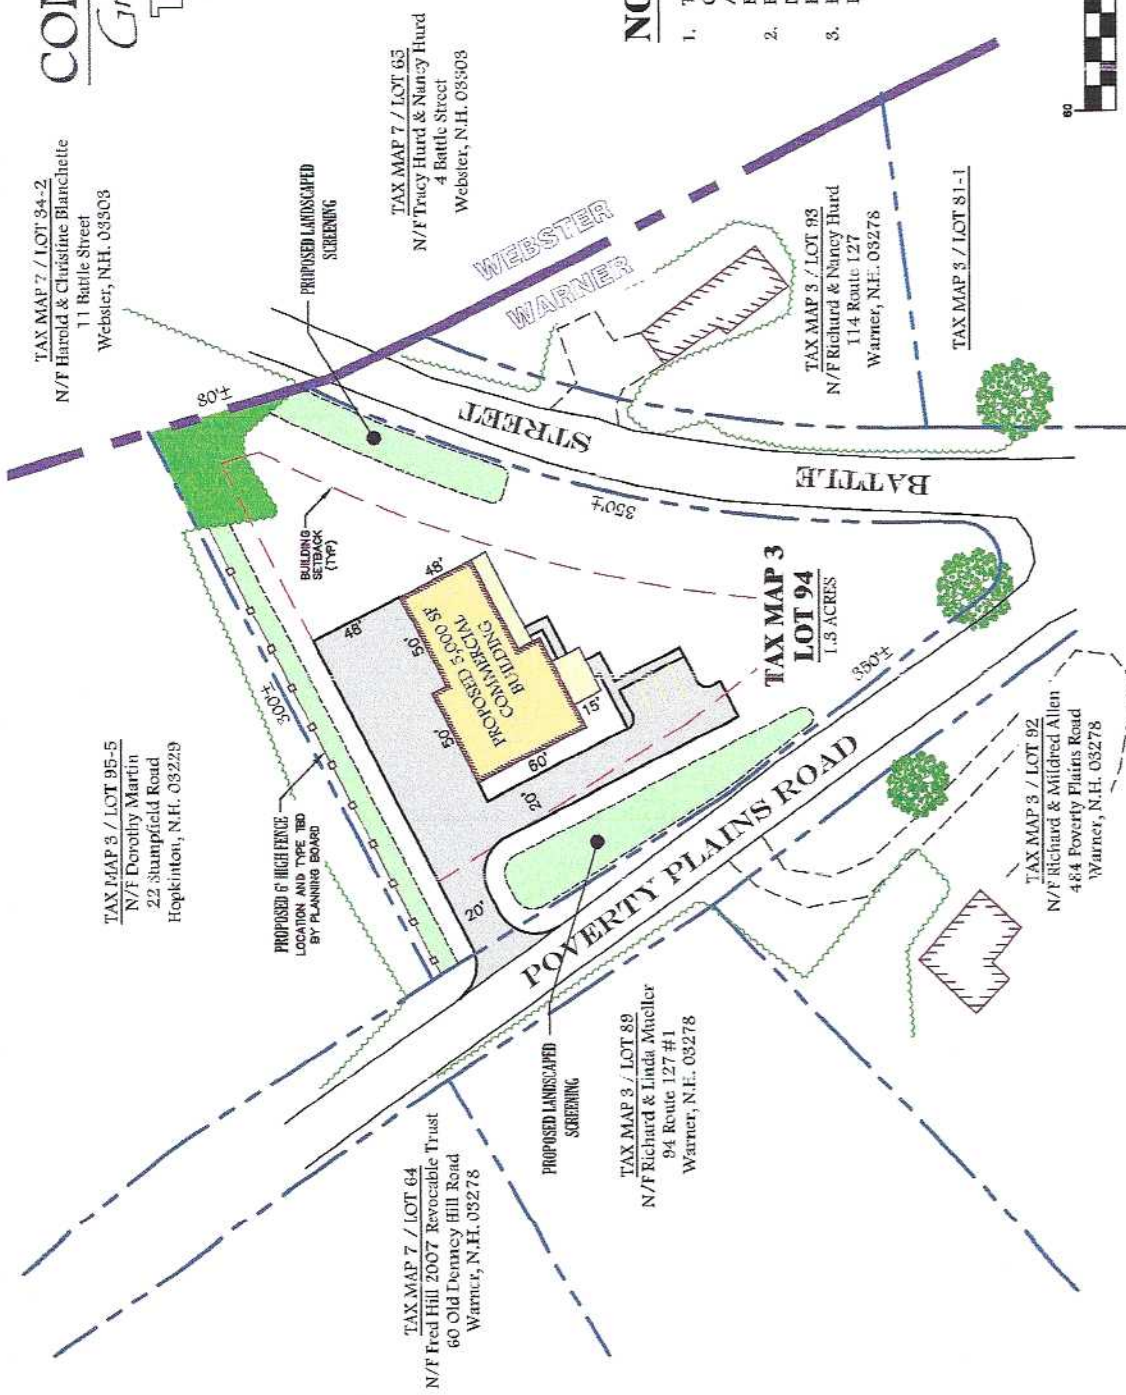 COM
TAX MAP 7 / LOT 34-2
N/F Harold & Christine Blanchette
11 Battle Street
Webster, N.H. 03303
PROPOSED LANDSCAPED
SCREENING
TAX MAP 7 / LOT 63
N/F Tracy Hurd & Nancy Hurd
4 Battle Street
Webster, N.H. 03303
NO
1.
2.
3.
60
80'±
WEBSTER
WARNER
TAX MAP 3 / LOT 93
N/F Richard & Nancy Hurd
114 Route 127
Warner, N.H. 03278
TAX MAP 3 / LOT 81-1
BATTLE STREET
350'±
BUILDING
SETBACK
(TYP)
TAX MAP 3 / LOT 95-5
N/F Dorothy Martin
22 Stumpfield Road
Hopkinton, N.H. 03229
300'±
PROPOSED 6' HIGH FENCE
LOCATION AND TYPE TBD
BY PLANNING BOARD
48'
48'
50'
50'
60'
15'
20'
20'
PROPOSED 5,000 SF
COMMERCIAL
BUILDING
TAX MAP 3
LOT 94
1.3 ACRES
350'±
POVERTY PLAINS ROAD
PROPOSED LANDSCAPED
SCREENING
TAX MAP 7 / LOT 64
N/F Fred Hill 2007 Revocable Trust
60 Old Denney Hill Road
Warner, N.H. 03278
TAX MAP 3 / LOT 89
N/F Richard & Linda Mueller
94 Route 127 #1
Warner, N.H. 03278
TAX MAP 3 / LOT 92
N/F Richard & Mildred Allen
484 Poverty Plains Road
Warner, N.H. 03278